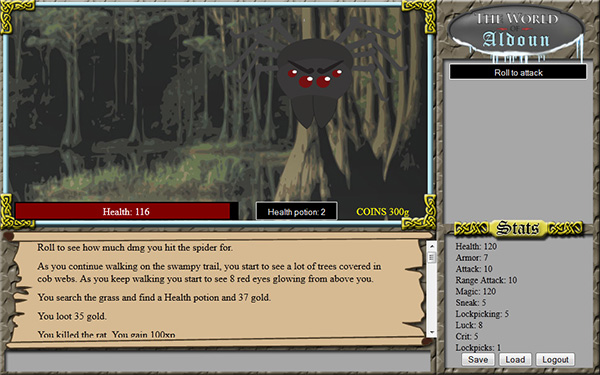 THE WORLD
OF
Aldoun
Roll to attack
Health: 116
Health potion: 2
COINS 300g
Roll to see how much dmg you hit the spider for.
As you continue walking on the swampy trail, you start to see a lot of trees covered in
cob webs. As you keep walking you start to see 8 red eyes glowing from above you.
You search the grass and find a Health potion and 37 gold.
You loot 35 gold.
You killed the rat. You gain 100xp
Stats
Health: 120
Armor: 7
Attack: 10
Range Attack: 10
Magic: 120
Sneak: 5
Lockpicking: 5
Luck: 8
Crit: 5
Lockpicks: 1
Save
Load
Logout